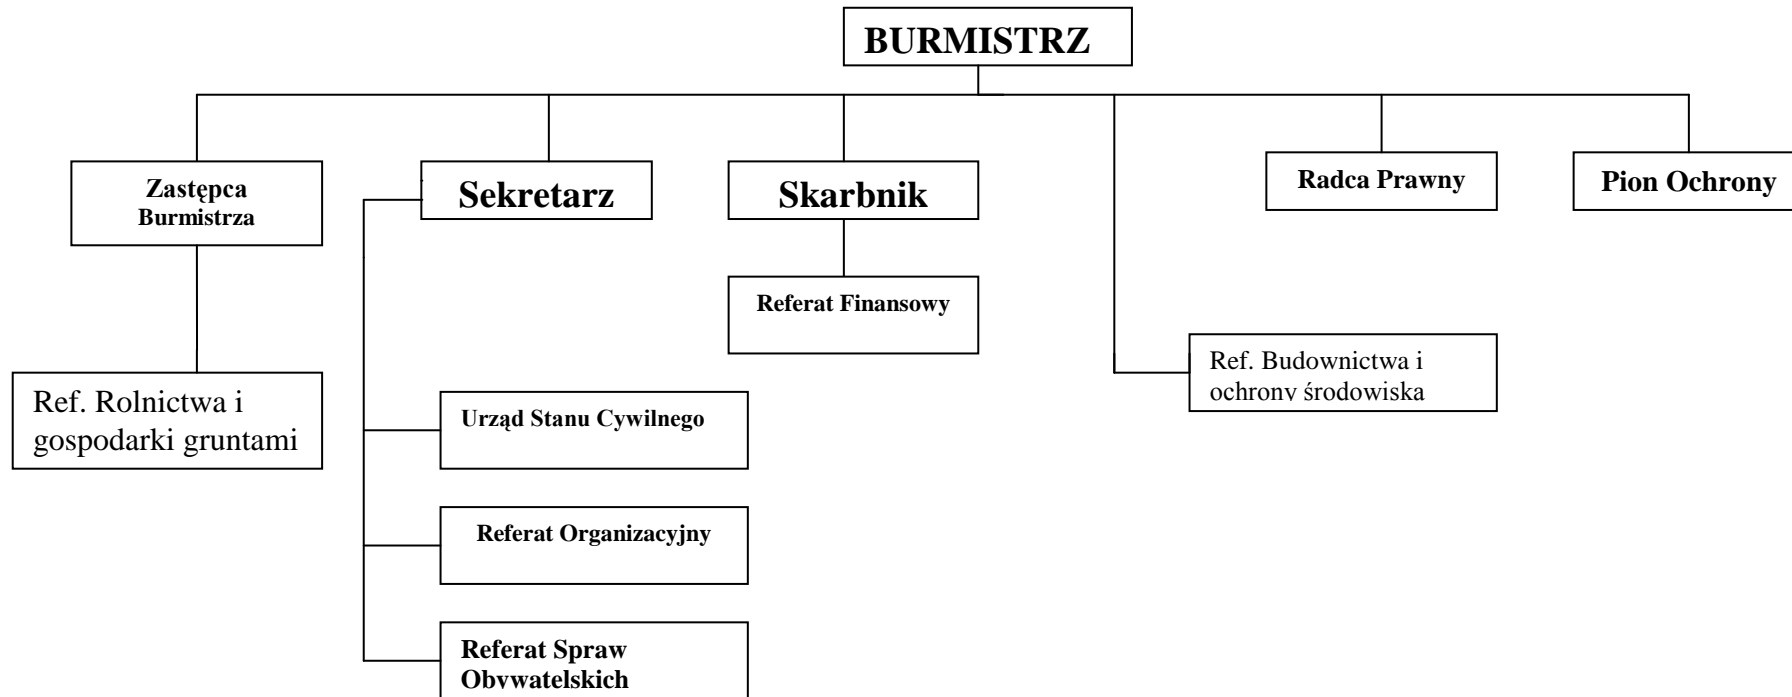 BURMISTRZ
Zastępca
Burmistrza
Sekretarz
Skarbnik
Radca Prawny
Pion Ochrony
Referat Finansowy
Ref. Budownictwa i
ochrony środowiska
Ref. Rolnictwa i
gospodarki gruntami
Urząd Stanu Cywilnego
Referat Organizacyjny
Referat Spraw
Obywatelskich